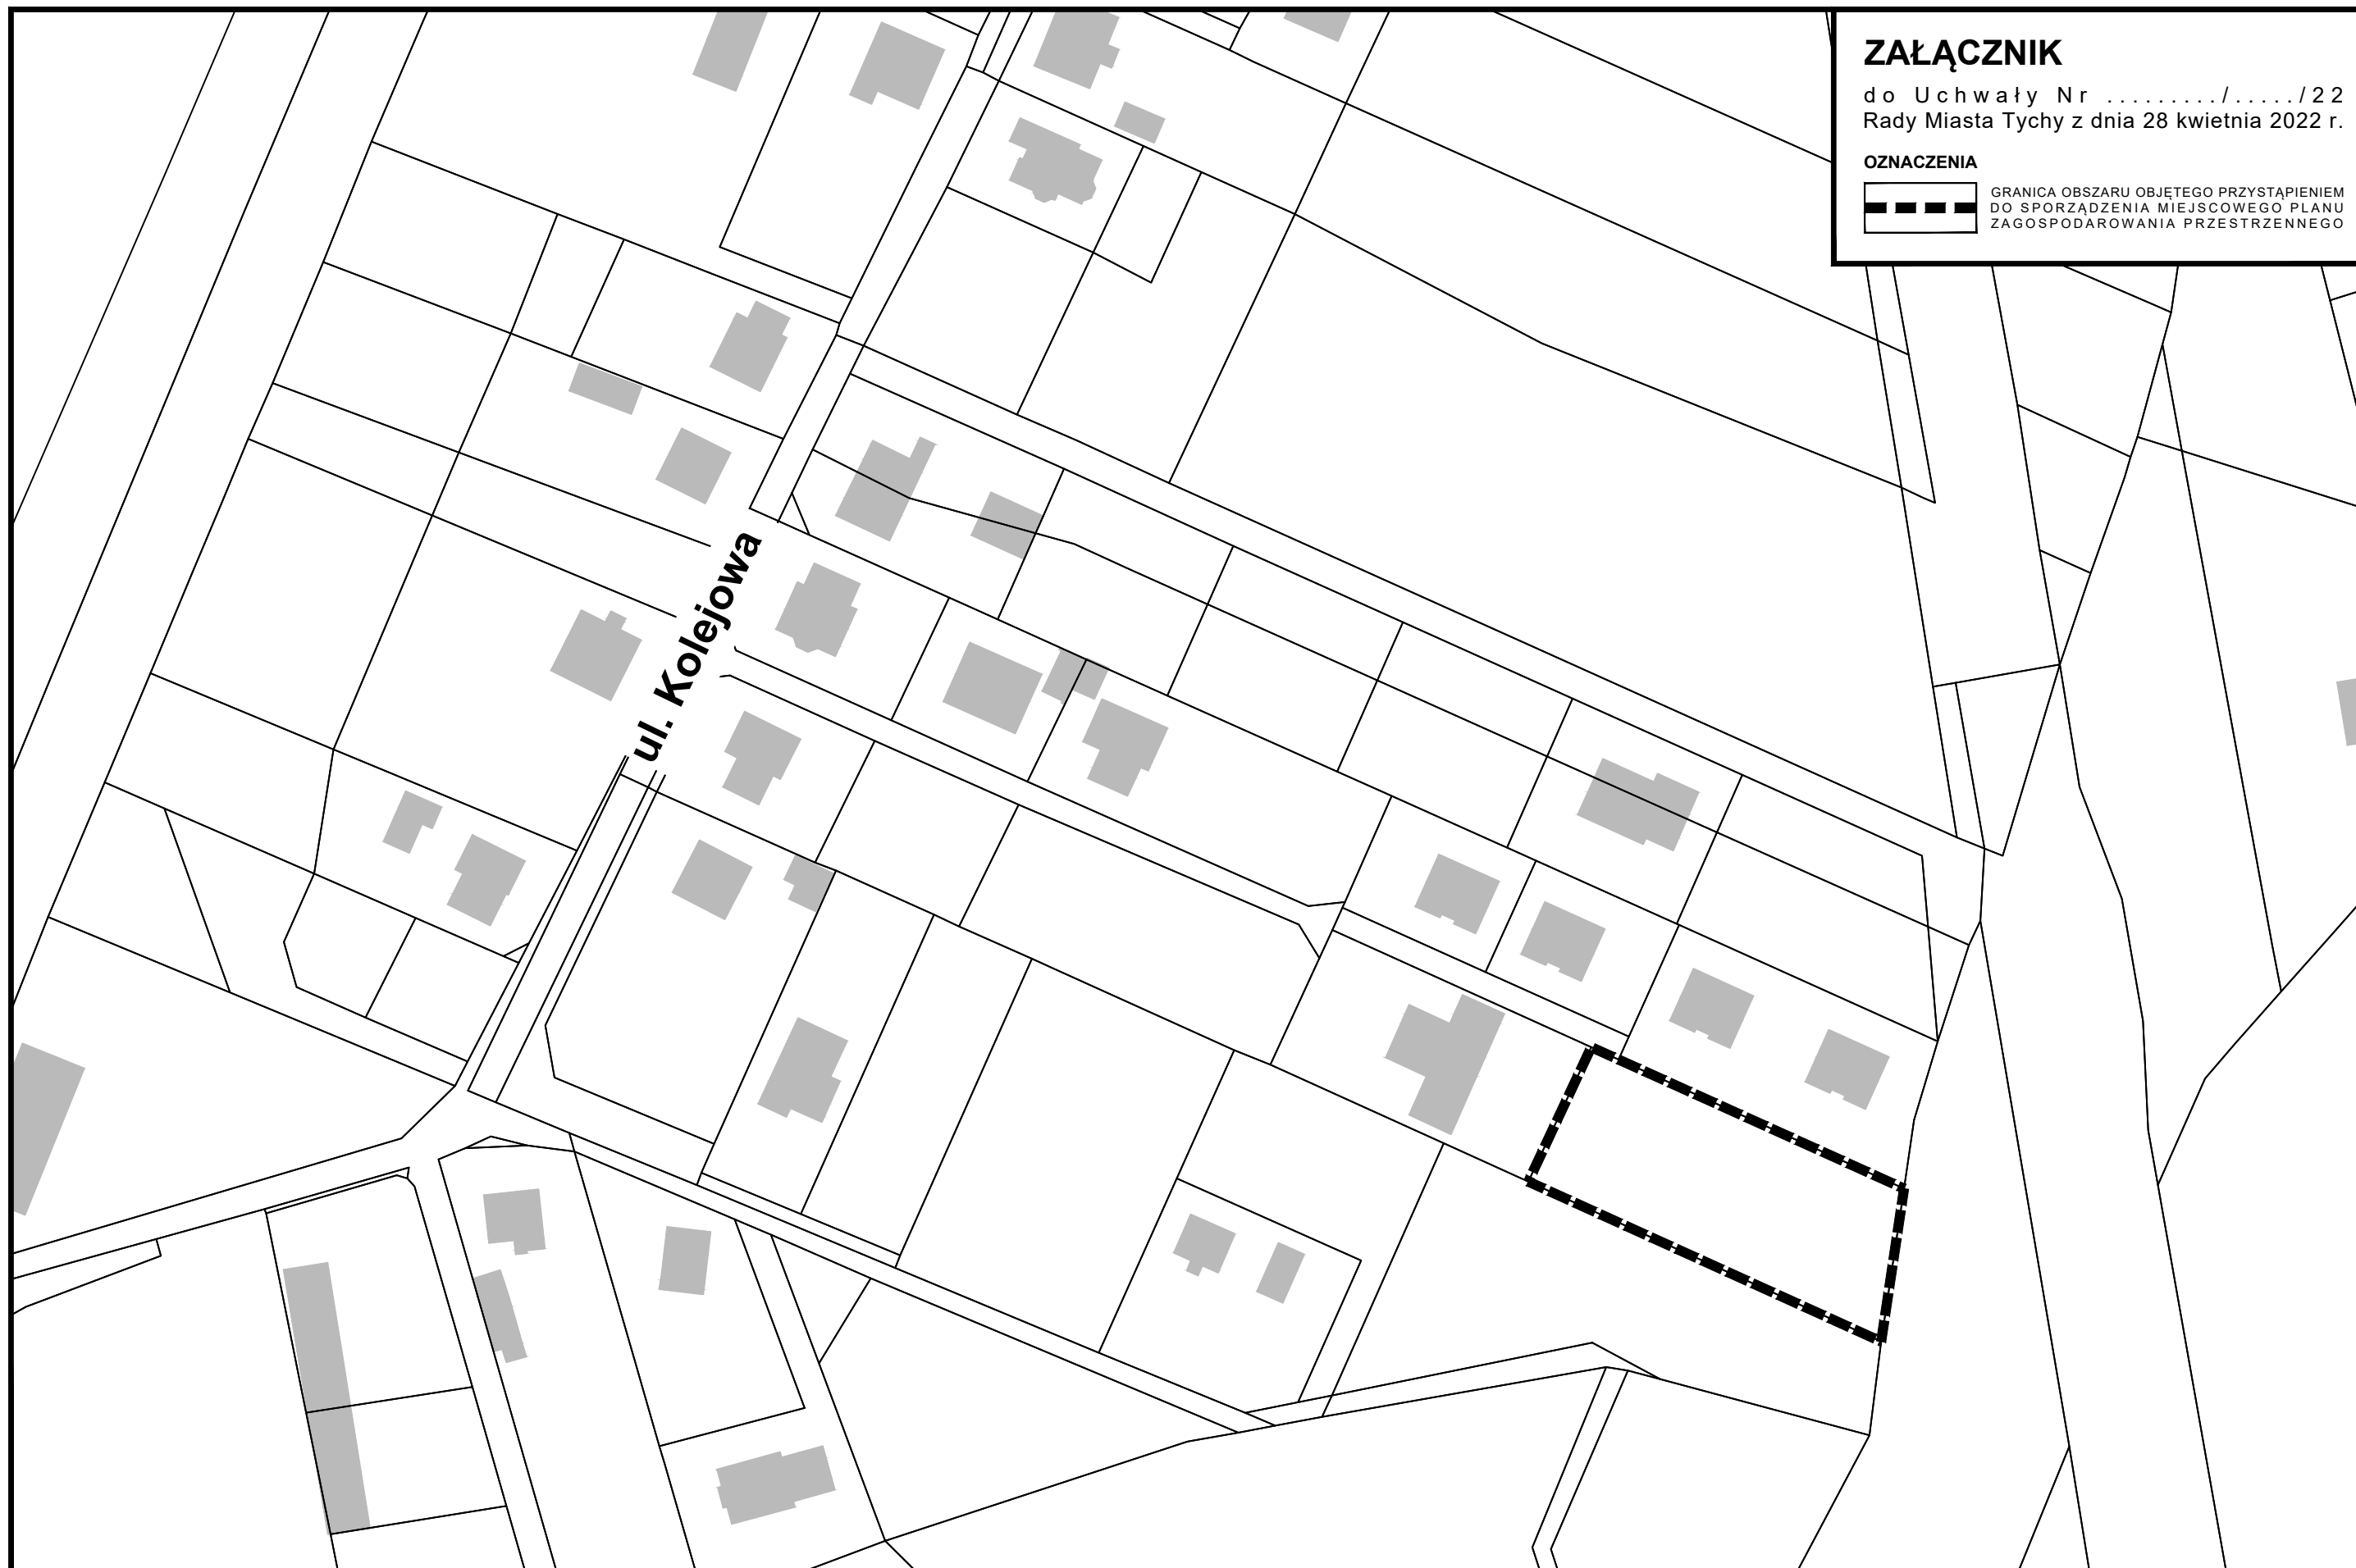 ZAŁĄCZNIK
do Uchwały Nr ........./...../22
Rady Miasta Tychy z dnia 28 kwietnia 2022 r.
OZNACZENIA
GRANICA OBSZARU OBJĘTEGO PRZYSTĄPIENIEM
DO SPORZĄDZENIA MIEJSCOWEGO PLANU
ZAGOSPODAROWANIA PRZESTRZENNEGO
ul. Kolejowa